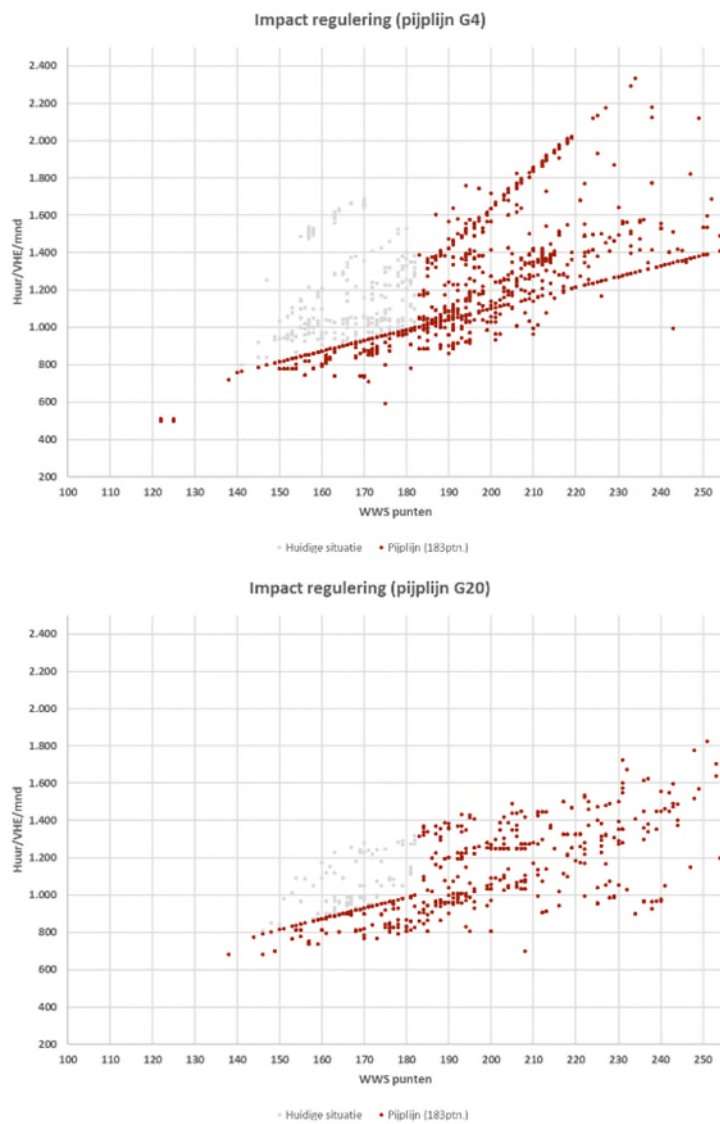 Impact regulering (pijplijn G4)
Huur/VHE/mnd
2.400
2.200
2.000
1.800
1.600
1.400
1.200
1.000
800
600
400
200
100 110 120 130 140 150 160 170 180 190 200 210 220 230 240 250
WWS punten
Huidige situatie Pijplijn (183ptn.)
Impact regulering (pijplijn G20)
Huur/VHE/mnd
2.400
2.200
2.000
1.800
1.600
1.400
1.200
1.000
800
600
400
200
100 110 120 130 140 150 160 170 180 190 200 210 220 230 240 250
WWS punten
Huidige situatie Pijplijn (183ptn.)